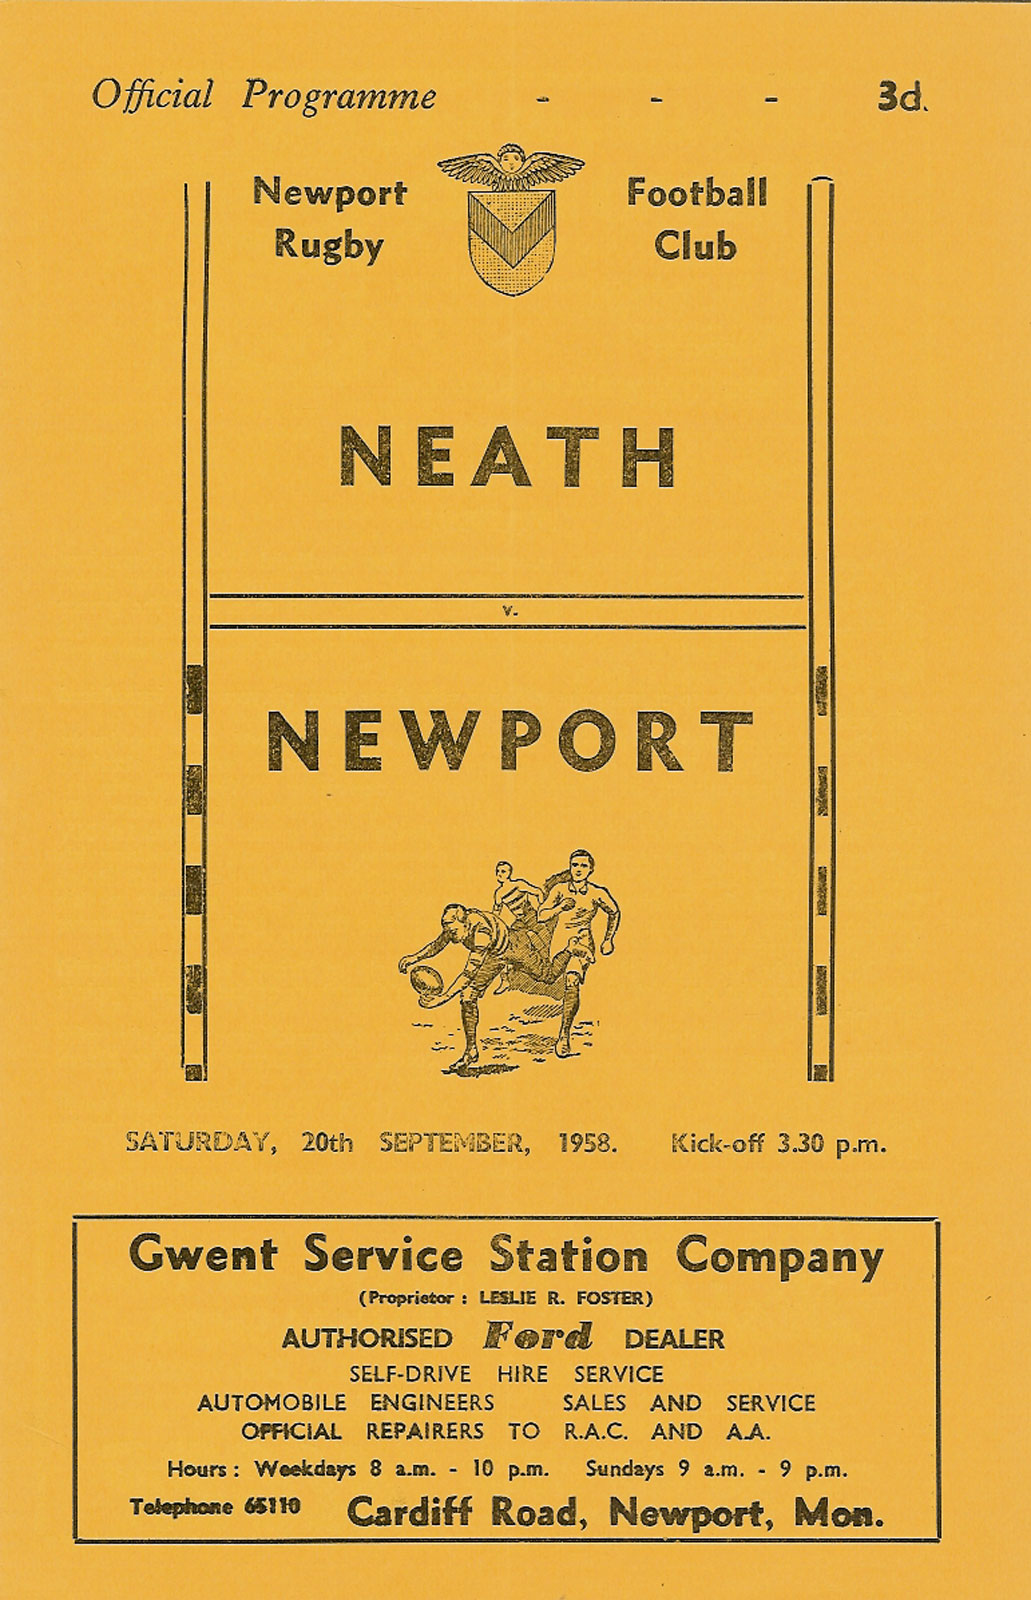 Official Programme - - - 3d.
Newport Football
Rugby Club
NEATH
v.
NEWPORT
SATURDAY, 20th SEPTEMBER, 1958. Kick-off 3.30 p.m.
Gwent Service Station Company
(Proprietor : LESLIE R. FOSTER)
AUTHORISED Ford DEALER
SELF-DRIVE HIRE SERVICE
AUTOMOBILE ENGINEERS SALES AND SERVICE
OFFICIAL REPAIRERS TO R.A.C. AND A.A.
Hours : Weekdays 8 a.m. - 10 p.m. Sundays 9 a.m. - 9 p.m.
Telephone 65110 Cardiff Road, Newport, Mon.